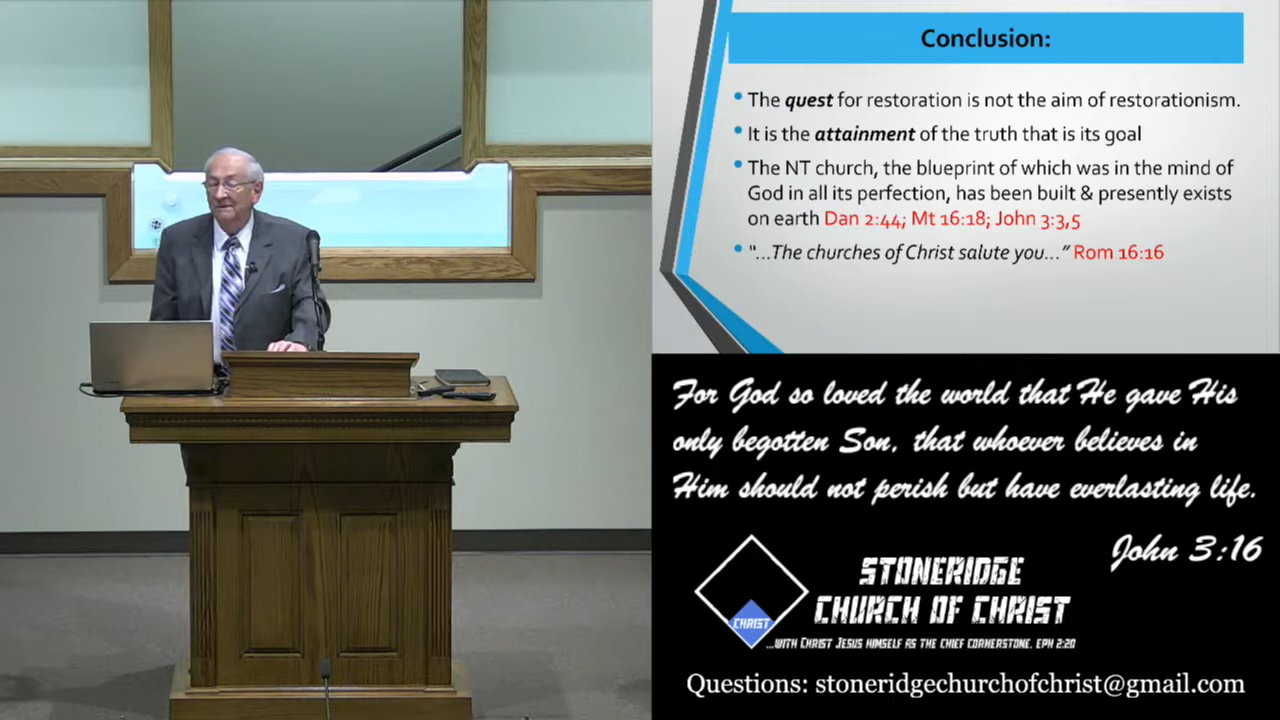 Conclusion:
• The quest for restoration is not the aim of restorationism.
• It is the attainment of the truth that is its goal
• The NT church, the blueprint of which was in the mind of
God in all its perfection, has been built & presently exists
on earth Dan 2:44; Mt 16:18; John 3:3,5
• “...The churches of Christ salute you...” Rom 16:16
For God so loved the world that He gave His
only begotten Son, that whoever believes in
Him should not perish but have everlasting life.
John 3:16
CHRIST
STONERIDGE
CHURCH OF CHRIST
...WITH CHRIST JESUS HIMSELF AS THE CHIEF CORNERSTONE, EPH 2:20
Questions: stoneridgechurchofchrist@gmail.com